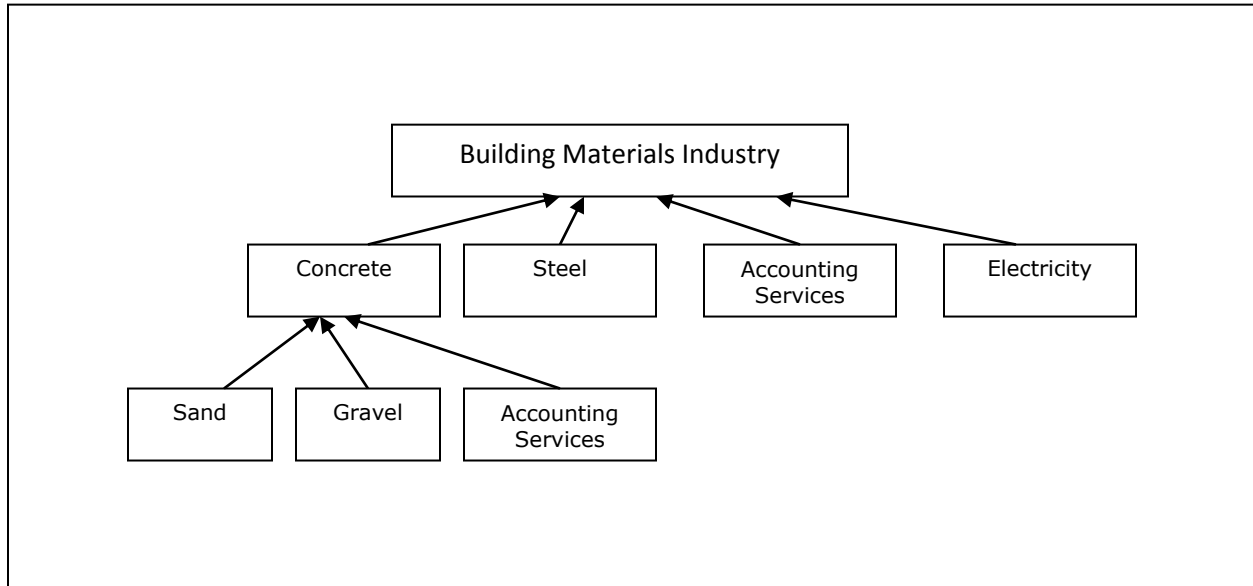 Building Materials Industry
Concrete
Steel
Accounting
Services
Electricity
Sand
Gravel
Accounting
Services